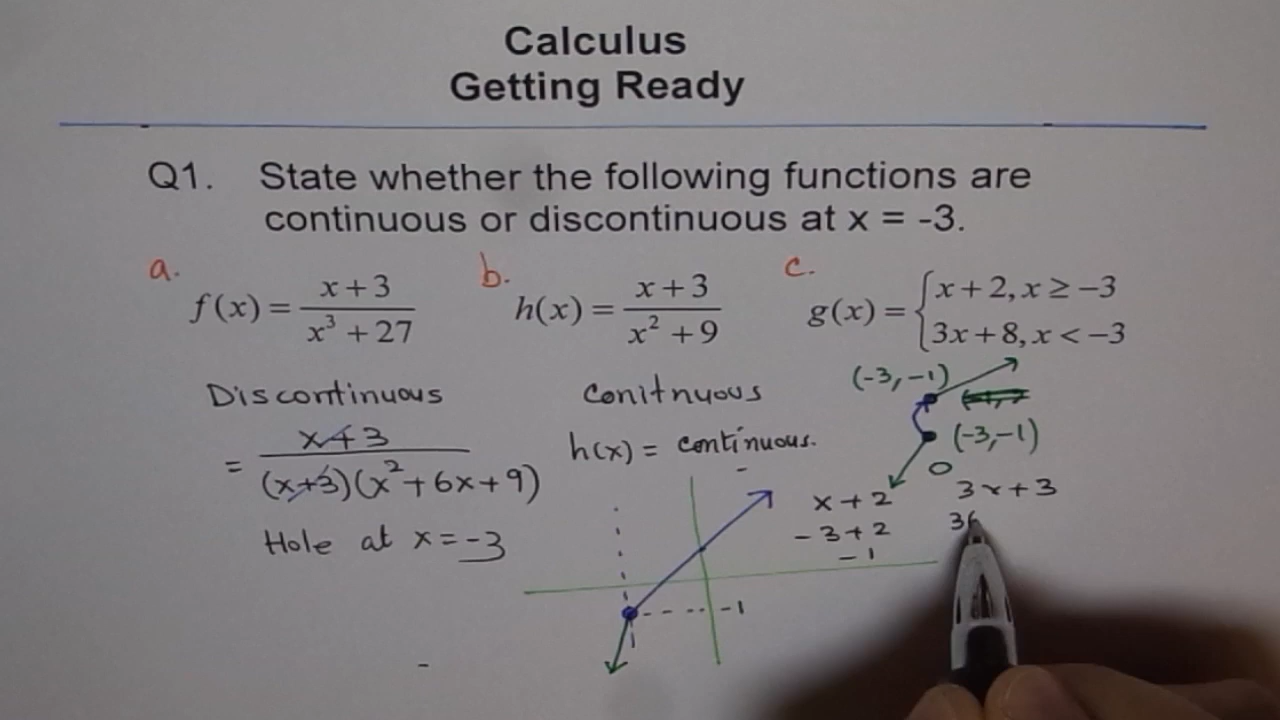 Calculus
Getting Ready
Q1. State whether the following functions are
continuous or discontinuous at x = -3.
a. f(x) = (x+3)/(x³+27)
b. h(x) = (x+3)/(x²+9)
c. g(x) = { x+2, x ≥ -3
3x+8, x < -3
Discontinuous
= (x+3)/((x+3)(x²+6x+9))
Hole at x = -3
Conitnuous
h(x) = continuous.
(-3,-1)
(-3,-1)
x+2
-3+2
-1
3x+3
3(
-1